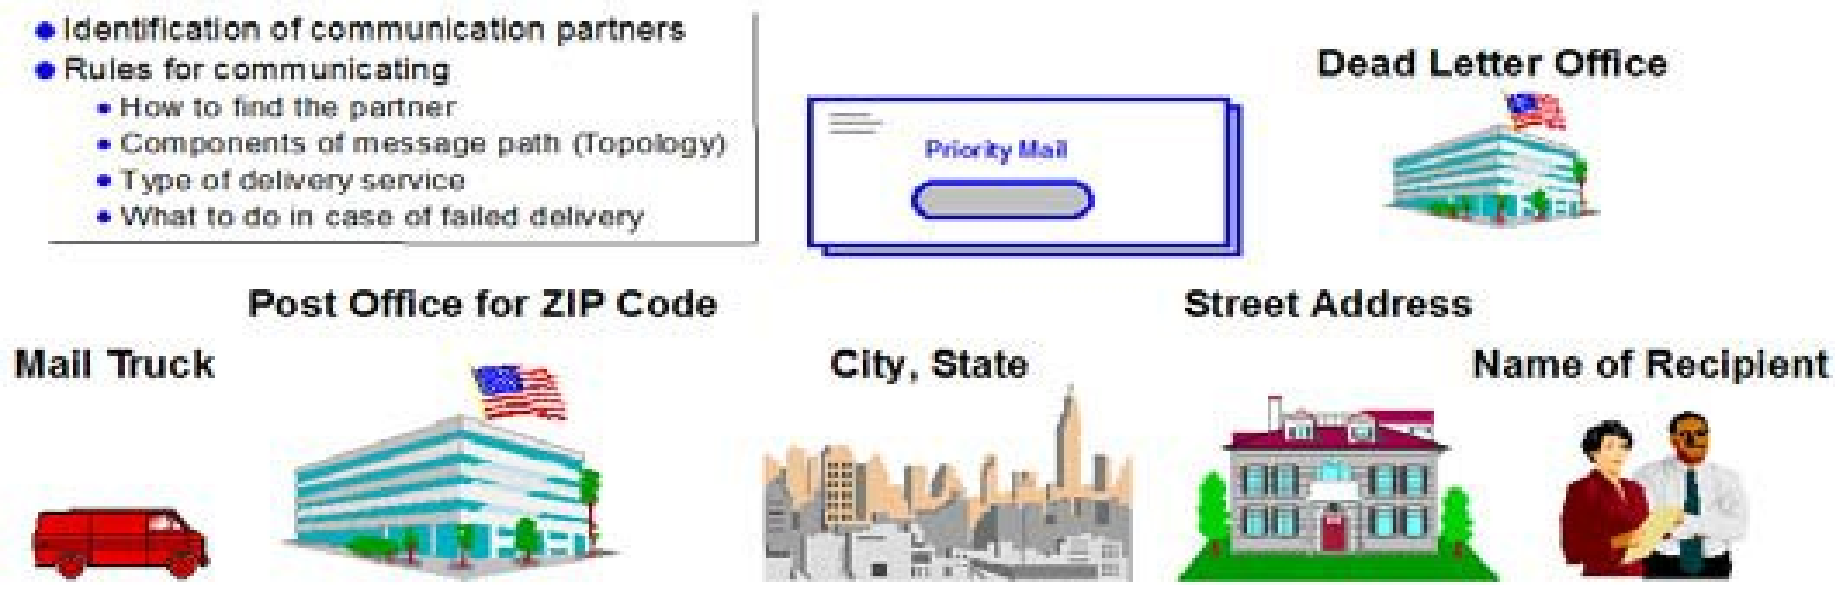 Identification of communication partners
Rules for communicating
How to find the partner
Components of message path (Topology)
Type of delivery service
What to do in case of failed delivery
Priority Mail
Dead Letter Office
Post Office for ZIP Code
Street Address
Mail Truck
City, State
Name of Recipient